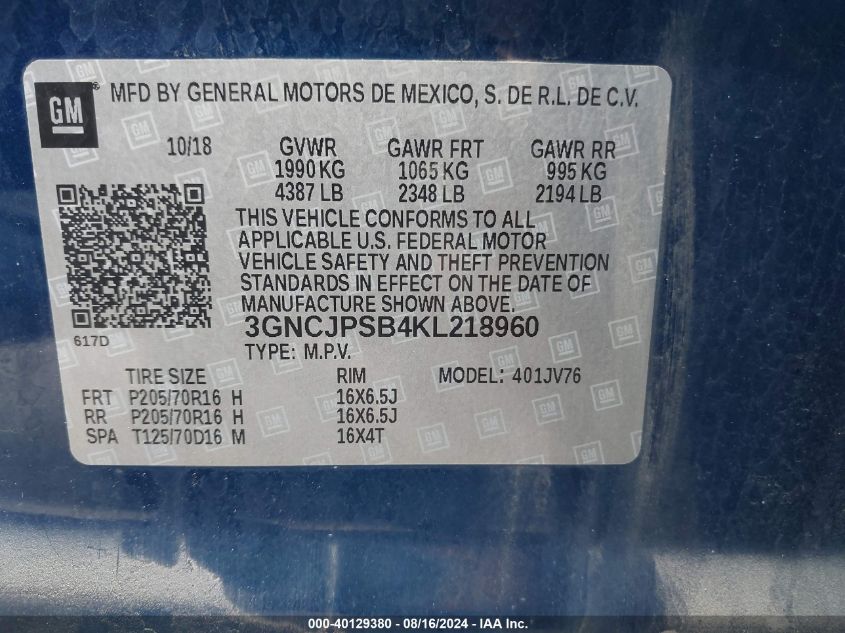 GM
MFD BY GENERAL MOTORS DE MEXICO, S. DE R.L. DE C.V.
10/18 GVWR GAWR FRT GAWR RR
1990 KG 1065 KG 995 KG
4387 LB 2348 LB 2194 LB
THIS VEHICLE CONFORMS TO ALL
APPLICABLE U.S. FEDERAL MOTOR
VEHICLE SAFETY AND THEFT PREVENTION
STANDARDS IN EFFECT ON THE DATE OF
MANUFACTURE SHOWN ABOVE.
617D
3GNCJPSB4KL218960
TYPE: M.P.V.
TIRE SIZE RIM MODEL: 401JV76
FRT P205/70R16 H 16X6.5J
RR P205/70R16 H 16X6.5J
SPA T125/70D16 M 16X4T
000-40129380 - 08/16/2024 - IAA Inc.